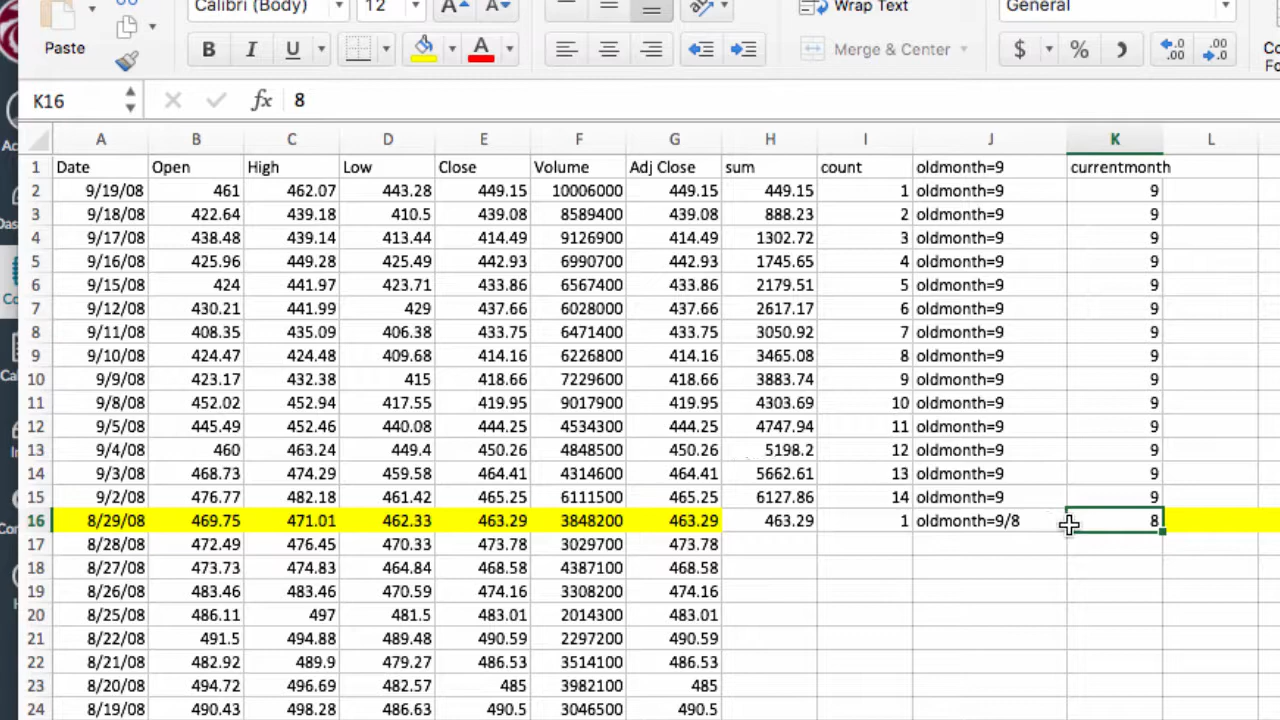 Calibri (Body) 12 Wrap Text General
Paste B I U A Merge & Center $ %
K16 fx 8
A B C D E F G H I J K L
1 Date Open High Low Close Volume Adj Close sum count oldmonth=9 currentmonth
2 9/19/08 461 462.07 443.28 449.15 10006000 449.15 449.15 1 oldmonth=9 9
3 9/18/08 422.64 439.18 410.5 439.08 8589400 439.08 888.23 2 oldmonth=9 9
4 9/17/08 438.48 439.14 413.44 414.49 9126900 414.49 1302.72 3 oldmonth=9 9
5 9/16/08 425.96 449.28 425.49 442.93 6990700 442.93 1745.65 4 oldmonth=9 9
6 9/15/08 424 441.97 423.71 433.86 6567400 433.86 2179.51 5 oldmonth=9 9
7 9/12/08 430.21 441.99 429 437.66 6028000 437.66 2617.17 6 oldmonth=9 9
8 9/11/08 408.35 435.09 406.38 433.75 6471400 433.75 3050.92 7 oldmonth=9 9
9 9/10/08 424.47 424.48 409.68 414.16 6226800 414.16 3465.08 8 oldmonth=9 9
10 9/9/08 423.17 432.38 415 418.66 7229600 418.66 3883.74 9 oldmonth=9 9
11 9/8/08 452.02 452.94 417.55 419.95 9017900 419.95 4303.69 10 oldmonth=9 9
12 9/5/08 445.49 452.46 440.08 444.25 4534300 444.25 4747.94 11 oldmonth=9 9
13 9/4/08 460 463.24 449.4 450.26 4848500 450.26 5198.2 12 oldmonth=9 9
14 9/3/08 468.73 474.29 459.58 464.41 4314600 464.41 5662.61 13 oldmonth=9 9
15 9/2/08 476.77 482.18 461.42 465.25 6111500 465.25 6127.86 14 oldmonth=9 9
16 8/29/08 469.75 471.01 462.33 463.29 3848200 463.29 463.29 1 oldmonth=9/8 8
17 8/28/08 472.49 476.45 470.33 473.78 3029700 473.78
18 8/27/08 473.73 474.83 464.84 468.58 4387100 468.58
19 8/26/08 483.46 483.46 470.59 474.16 3308200 474.16
20 8/25/08 486.11 497 481.5 483.01 2014300 483.01
21 8/22/08 491.5 494.88 489.48 490.59 2297200 490.59
22 8/21/08 482.92 489.9 479.27 486.53 3514100 486.53
23 8/20/08 494.72 496.69 482.57 485 3982100 485
24 8/19/08 490.43 498.28 486.63 490.5 3046500 490.5